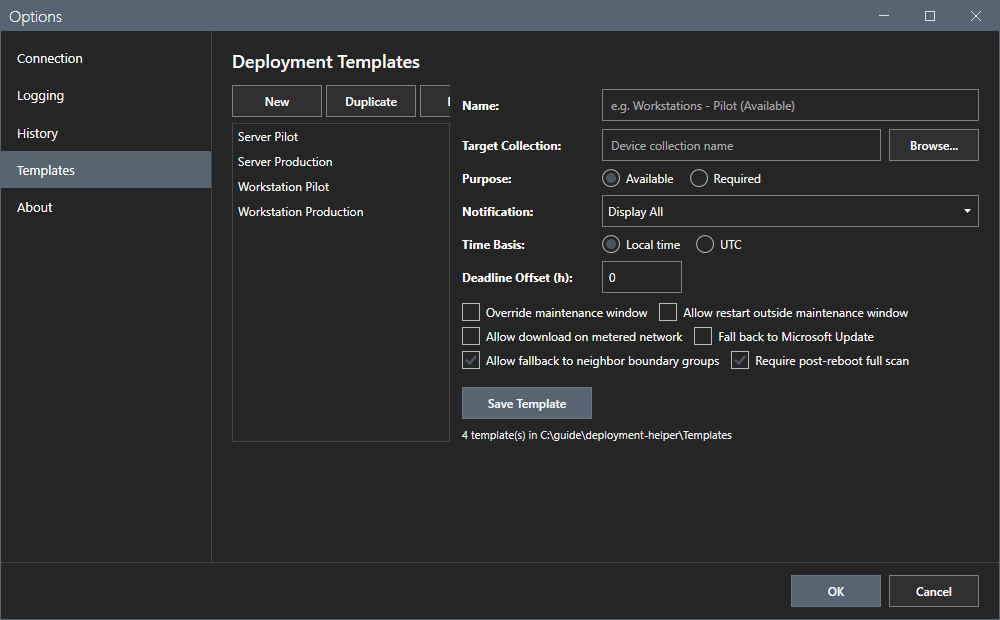 Options
Connection
Logging
History
Templates
About
Deployment Templates
New Duplicate
Server Pilot
Server Production
Workstation Pilot
Workstation Production
Name: e.g. Workstations - Pilot (Available)
Target Collection: Device collection name Browse...
Purpose: Available Required
Notification: Display All
Time Basis: Local time UTC
Deadline Offset (h): 0
Override maintenance window Allow restart outside maintenance window
Allow download on metered network Fall back to Microsoft Update
Allow fallback to neighbor boundary groups Require post-reboot full scan
Save Template
4 template(s) in C:\guide\deployment-helper\Templates
OK Cancel